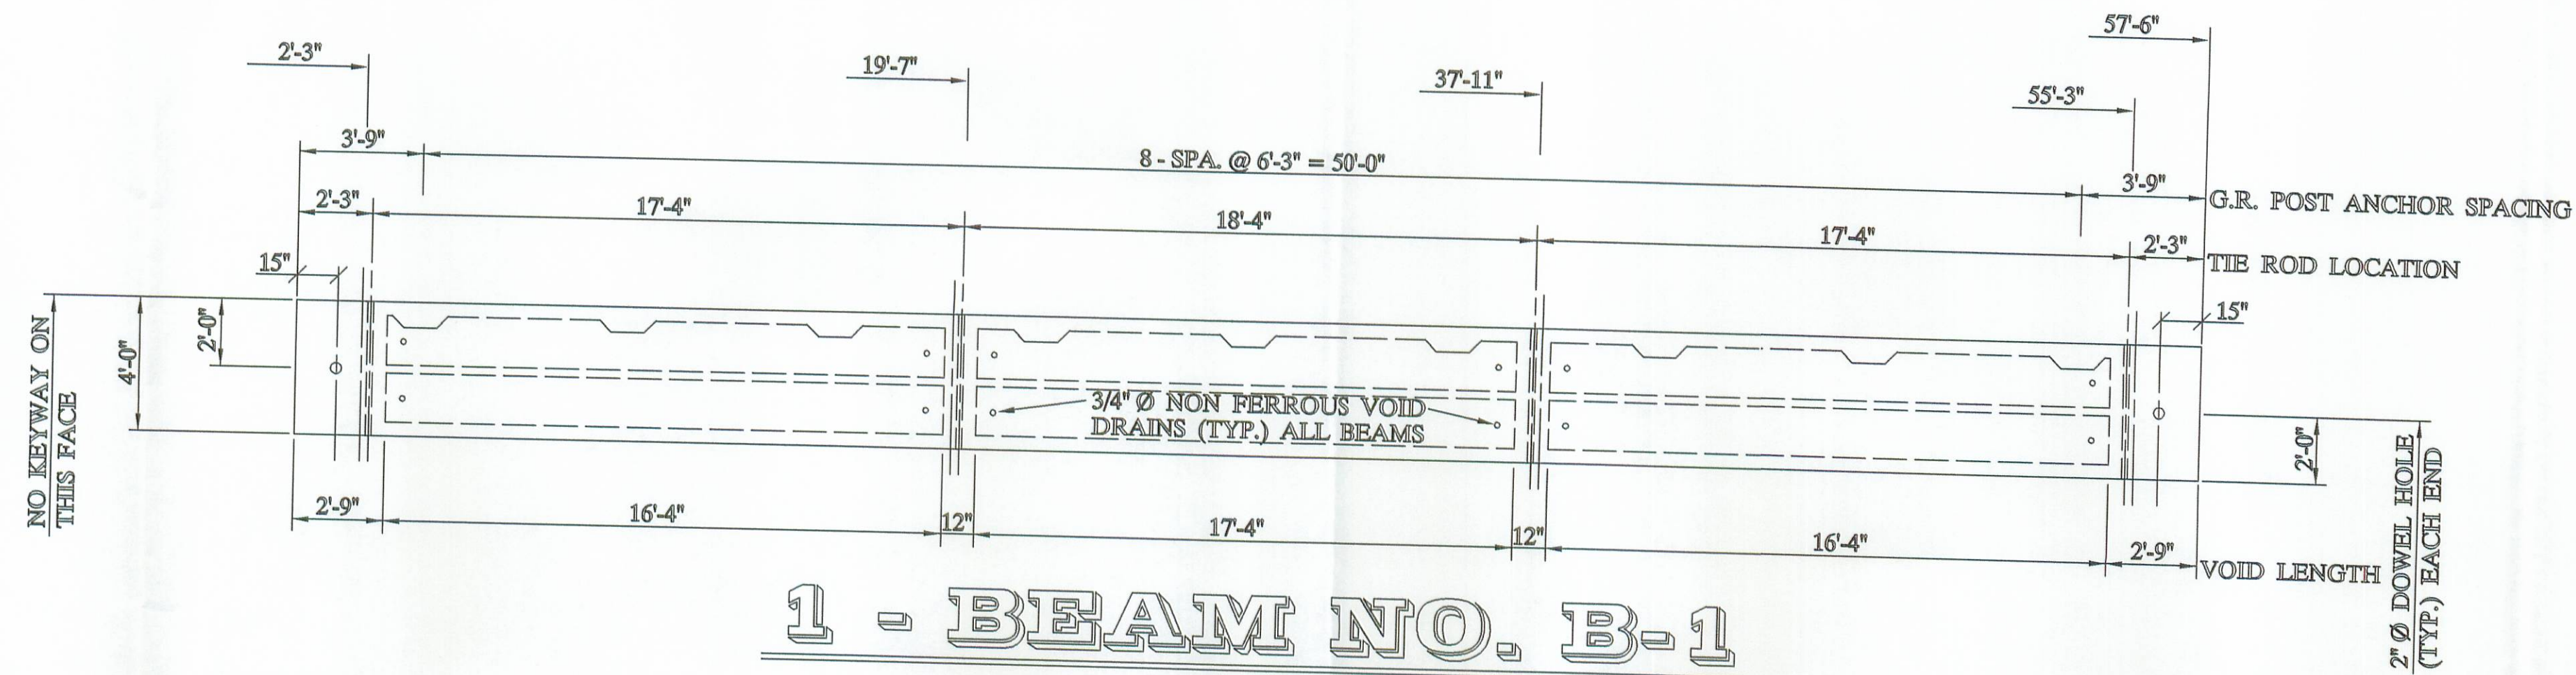 2'-3"
19'-7"
37'-11"
55'-3"
57'-6"
3'-9"
8 - SPA. @ 6'-3" = 50'-0"
3'-9"
G.R. POST ANCHOR SPACING
2'-3"
17'-4"
18'-4"
17'-4"
2'-3"
TIE ROD LOCATION
15"
15"
NO KEYWAY ON
THIS FACE
4'-0"
2'-0"
3/4" Ø NON FERROUS VOID
DRAINS (TYP.) ALL BEAMS
2'-0"
2" Ø DOWEL HOLE
(TYP.) EACH END
2'-9"
16'-4"
12"
17'-4"
12"
16'-4"
2'-9"
VOID LENGTH
1 - BEAM NO. B-1